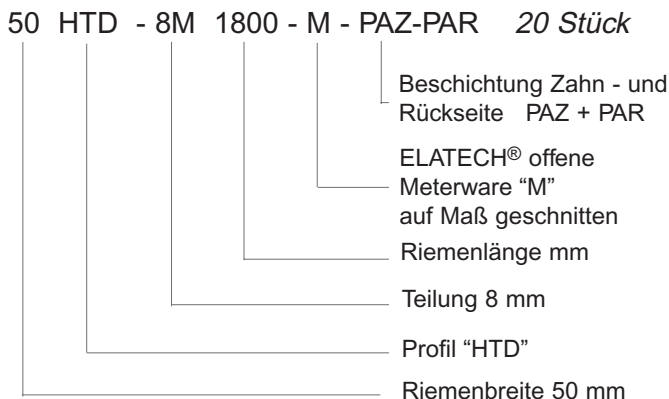 50 HTD - 8M 1800 - M - PAZ-PAR 20 Stück
Beschichtung Zahn - und
Rückseite PAZ + PAR
ELATECH® offene
Meterware “M”
auf Maß geschnitten
Riemenlänge mm
Teilung 8 mm
Profil “HTD”
Riemenbreite 50 mm